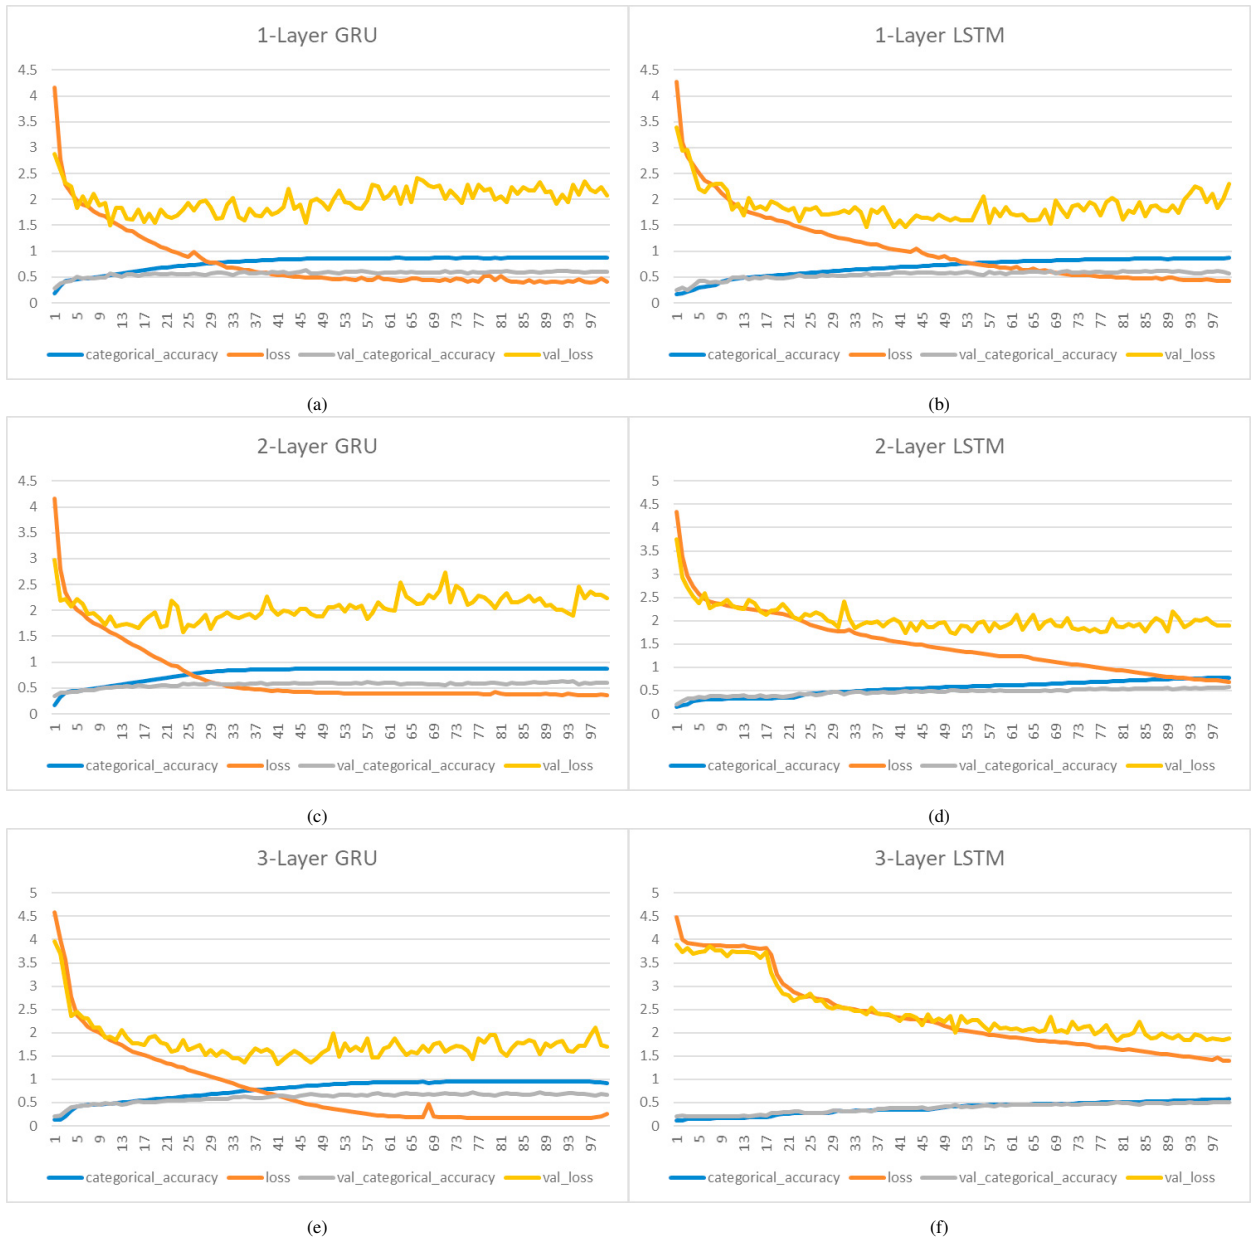 1-Layer GRU
4.5
4
3.5
3
2.5
2
1.5
1
0.5
0
1 5 9 13 17 21 25 29 33 37 41 45 49 53 57 61 65 69 73 77 81 85 89 93 97
categorical_accuracy loss val_categorical_accuracy val_loss
(a)
1-Layer LSTM
4.5
4
3.5
3
2.5
2
1.5
1
0.5
0
1 5 9 13 17 21 25 29 33 37 41 45 49 53 57 61 65 69 73 77 81 85 89 93 97
categorical_accuracy loss val_categorical_accuracy val_loss
(b)
2-Layer GRU
4.5
4
3.5
3
2.5
2
1.5
1
0.5
0
1 5 9 13 17 21 25 29 33 37 41 45 49 53 57 61 65 69 73 77 81 85 89 93 97
categorical_accuracy loss val_categorical_accuracy val_loss
(c)
2-Layer LSTM
5
4.5
4
3.5
3
2.5
2
1.5
1
0.5
0
1 5 9 13 17 21 25 29 33 37 41 45 49 53 57 61 65 69 73 77 81 85 89 93 97
categorical_accuracy loss val_categorical_accuracy val_loss
(d)
3-Layer GRU
5
4.5
4
3.5
3
2.5
2
1.5
1
0.5
0
1 5 9 13 17 21 25 29 33 37 41 45 49 53 57 61 65 69 73 77 81 85 89 93 97
categorical_accuracy loss val_categorical_accuracy val_loss
(e)
3-Layer LSTM
5
4.5
4
3.5
3
2.5
2
1.5
1
0.5
0
1 5 9 13 17 21 25 29 33 37 41 45 49 53 57 61 65 69 73 77 81 85 89 93 97
categorical_accuracy loss val_categorical_accuracy val_loss
(f)